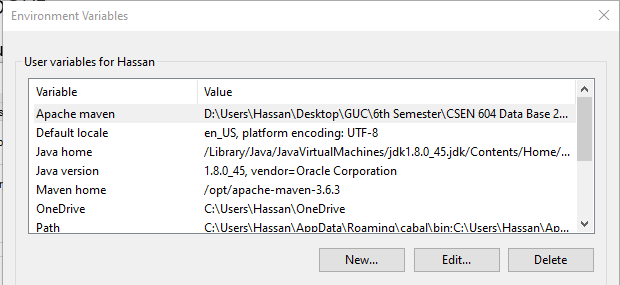 Environment Variables
User variables for Hassan
Variable Value
Apache maven D:\Users\Hassan\Desktop\GUC\6th Semester\CSEN 604 Data Base 2...
Default locale en_US, platform encoding: UTF-8
Java home /Library/Java/JavaVirtualMachines/jdk1.8.0_45.jdk/Contents/Home/...
Java version 1.8.0_45, vendor=Oracle Corporation
Maven home /opt/apache-maven-3.6.3
OneDrive C:\Users\Hassan\OneDrive
Path C:\Users\Hassan\AppData\Roaming\cabal\bin;C:\Users\Hassan\Ap...
New... Edit... Delete